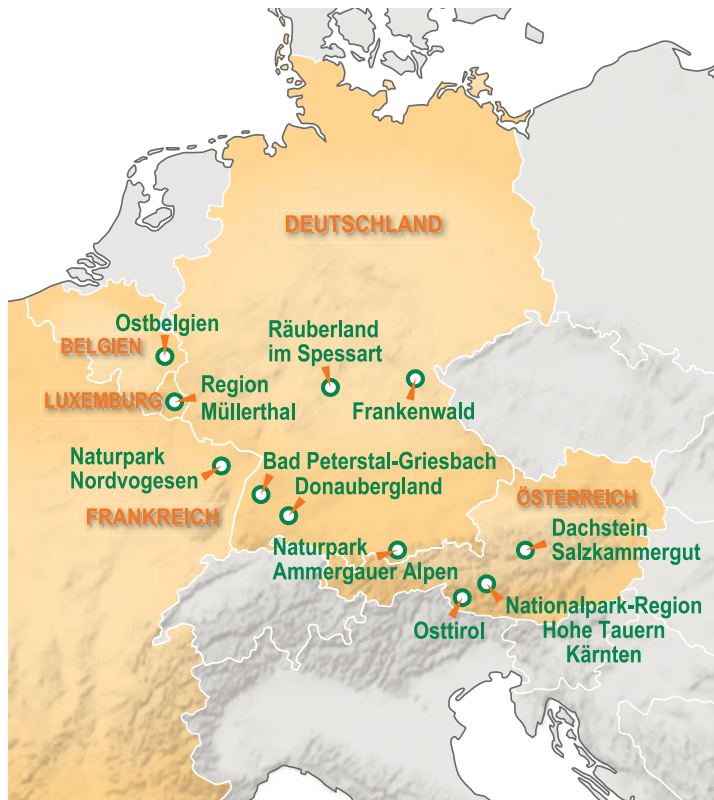 DEUTSCHLAND
Ostbelgien
BELGIEN
Räuberland
im Spessart
LUXEMBURG
Region
Müllerthal
Frankenwald
Naturpark
Nordvogesen
Bad Peterstal-Griesbach
Donaubergland
FRANKREICH
ÖSTERREICH
Dachstein
Salzkammergut
Naturpark
Ammergauer Alpen
Osttirol
Nationalpark-Region
Hohe Tauern
Kärnten